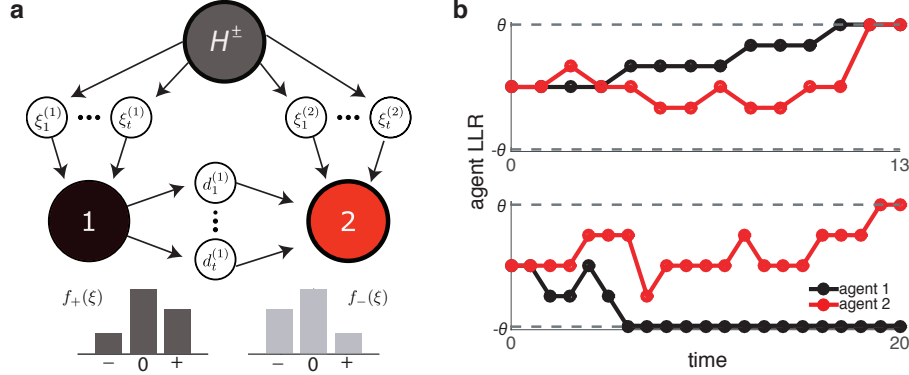 a
H±
ξ₁⁽¹⁾ ••• ξₜ⁽¹⁾ ξ₁⁽²⁾ ••• ξₜ⁽²⁾
1
d₁⁽¹⁾
dₜ⁽¹⁾
2
f₊(ξ)
− 0 +
f₋(ξ)
− 0 +
b
agent LLR
θ
-θ
0 13
θ
-θ
0 20
agent 1
agent 2
time